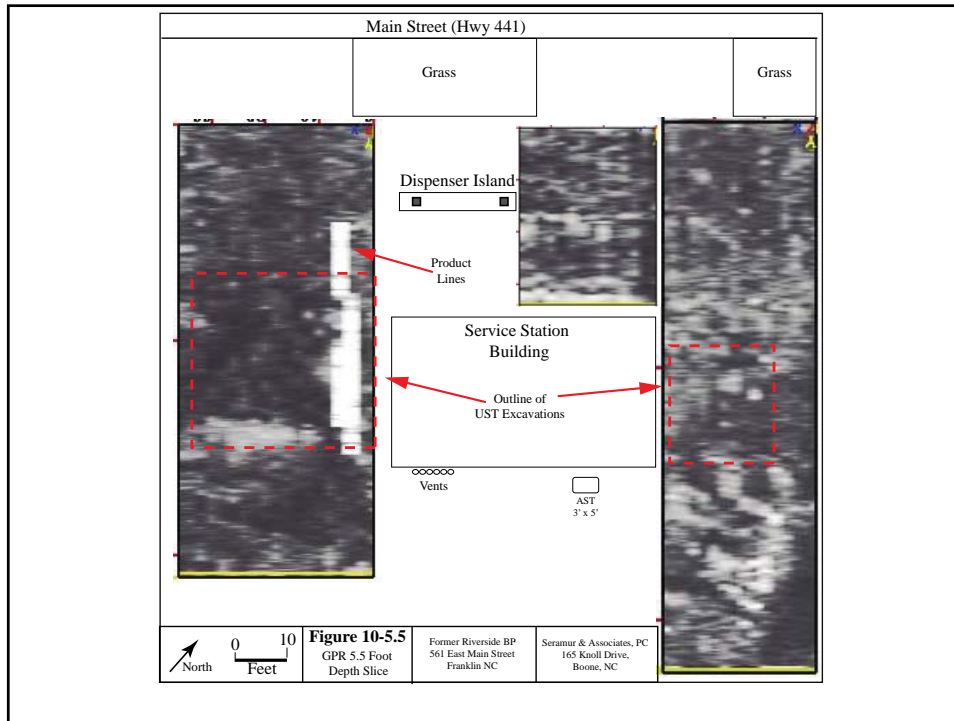 Main Street (Hwy 441)
Grass
Grass
Dispenser Island
Product
Lines
Service Station
Building
Outline of
UST Excavations
Vents
AST
3' x 5'
North
0 10
Feet
Figure 10-5.5
GPR 5.5 Foot
Depth Slice
Former Riverside BP
561 East Main Street
Franklin NC
Seramur & Associates, PC
165 Knoll Drive,
Boone, NC